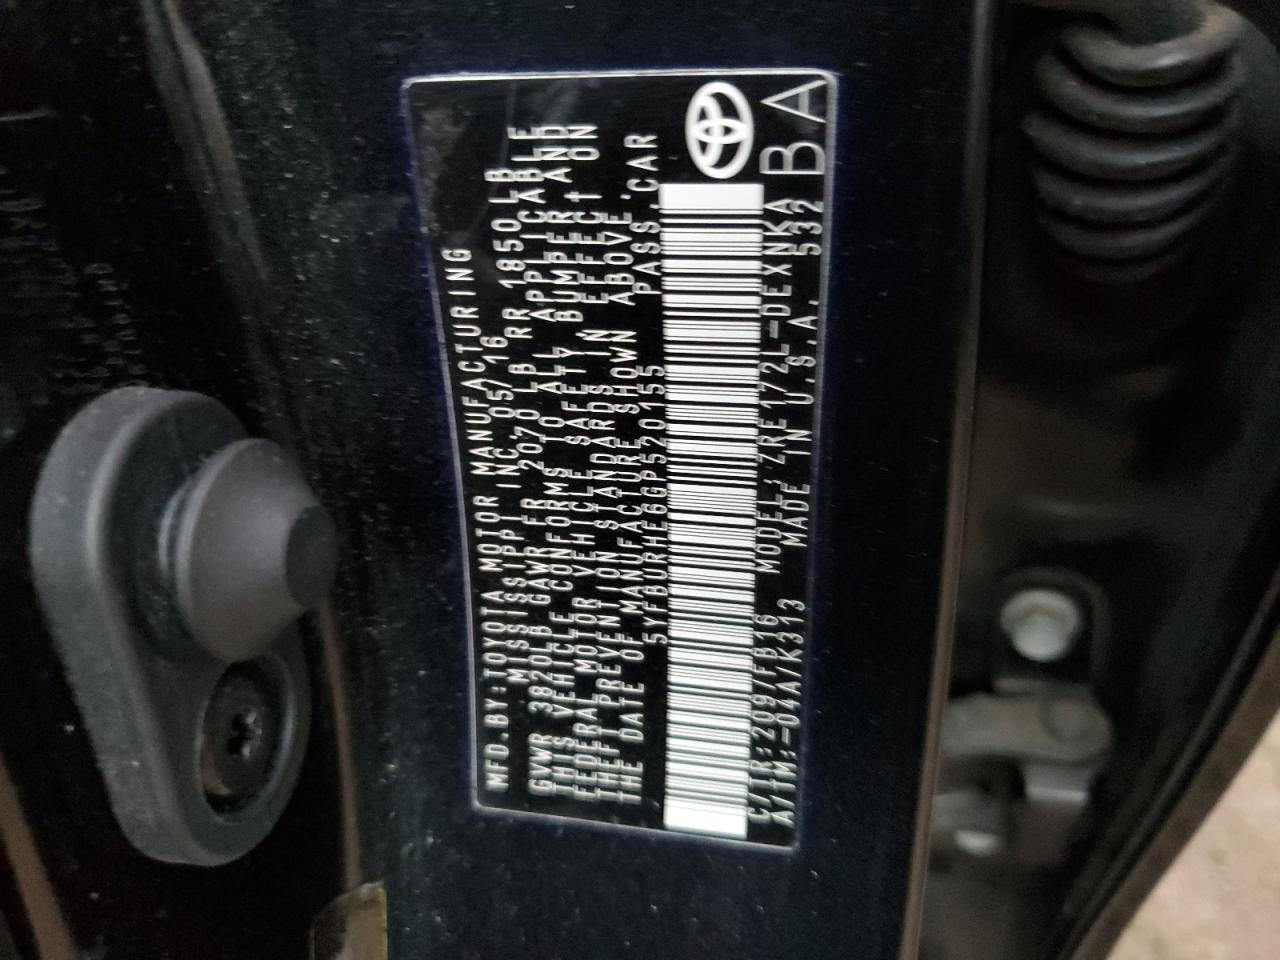 MFD.BY:TOYOTA MOTOR MANUFACTURING
MISSISSIPPI INC. 05/16
GVWR 3820LB GAWR FR 2070LB RR 1850LB
THIS VEHICLE CONFORMS TO ALL APPLICABLE
FEDERAL MOTOR VEHICLE SAFETY, BUMPER, AND
THEFT PREVENTION STANDARDS IN EFFECT ON
THE DATE OF MANUFACTURE SHOWN ABOVE.
5YFBURHE6GP520155 PASS.CAR
C/TR:209/FB16 MODEL:ZRE172L-DEXNKA
A/TM:-04A/K313 MADE IN U.S.A. 532
BA